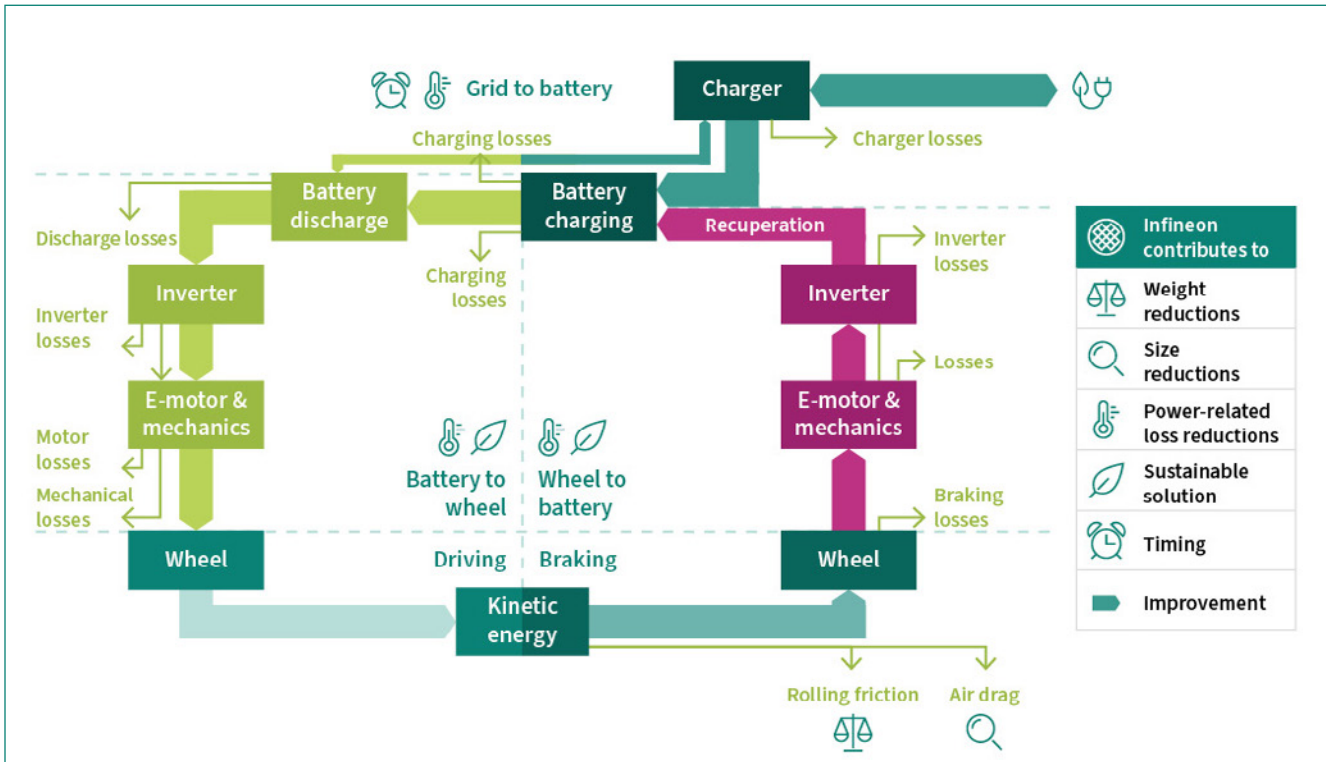 Grid to battery
Charger
Charging losses
Charger losses
Battery
discharge
Battery
charging
Recuperation
Discharge losses
Charging
losses
Inverter
losses
Inverter
Inverter
Inverter
losses
Losses
E-motor &
mechanics
E-motor &
mechanics
Motor
losses
Mechanical
losses
Battery to
wheel
Wheel to
battery
Braking
losses
Wheel
Driving
Braking
Wheel
Kinetic
energy
Rolling friction
Air drag
Infineon
contributes to
Weight
reductions
Size
reductions
Power-related
loss reductions
Sustainable
solution
Timing
Improvement